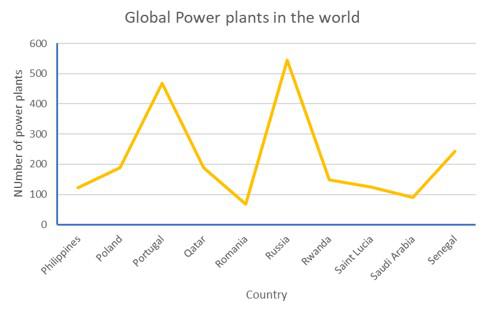 Global Power plants in the world
NUmber of power plants
600
500
400
300
200
100
0
Philippines
Poland
Portugal
Qatar
Romania
Russia
Rwanda
Saint Lucia
Saudi Arabia
Senegal
Country